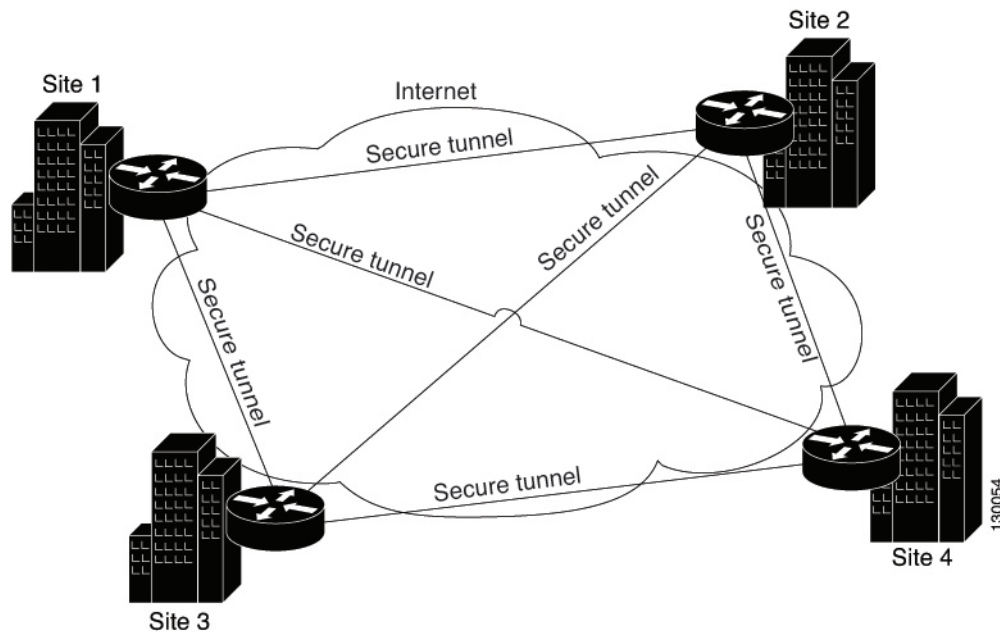 Site 2
Site 1
Internet
Secure tunnel
Secure tunnel
Secure tunnel
Secure tunnel
Secure tunnel
Secure tunnel
Site 4
Site 3
130054